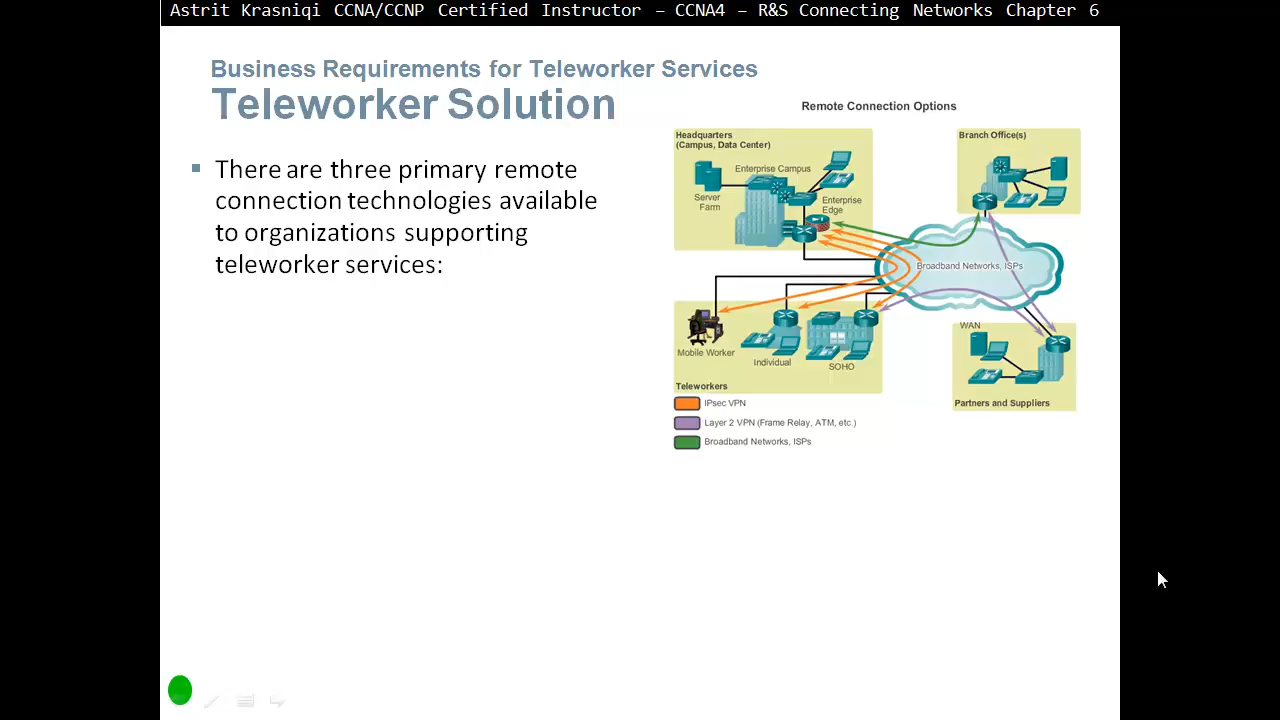 Astrit Krasniqi CCNA/CCNP Certified Instructor – CCNA4 – R&S Connecting Networks Chapter 6
Business Requirements for Teleworker Services
Teleworker Solution
There are three primary remote
connection technologies available
to organizations supporting
teleworker services:
Remote Connection Options
Headquarters
(Campus, Data Center)
Enterprise Campus
Server
Farm
Enterprise
Edge
Branch Office(s)
Broadband Networks, ISPs
Mobile Worker
Individual
SOHO
Teleworkers
WAN
Partners and Suppliers
IPsec VPN
Layer 2 VPN (Frame Relay, ATM, etc.)
Broadband Networks, ISPs